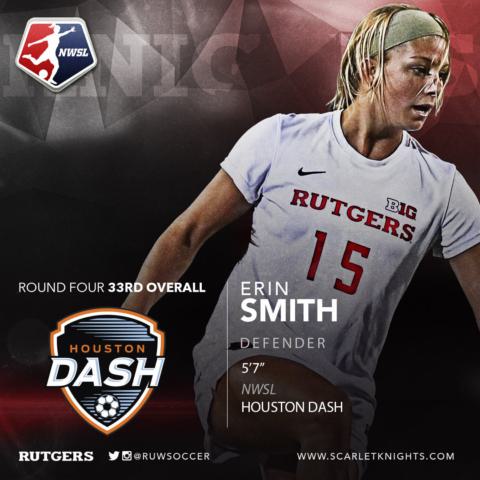 NWSL
BIG
RUTGERS
15
ROUND FOUR 33RD OVERALL
HOUSTON
DASH
ERIN
SMITH
DEFENDER
5'7"
NWSL
HOUSTON DASH
RUTGERS
@RUWSOCCER
WWW.SCARLETKNIGHTS.COM